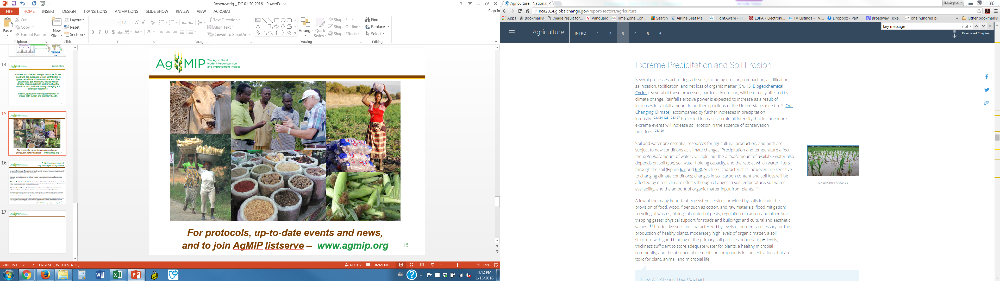 Rosenzweig _ DC 01 20 2016 - PowerPoint
Sign in
FILE HOME INSERT DESIGN TRANSITIONS ANIMATIONS SLIDE SHOW REVIEW VIEW ACROBAT
Paste
Cut
Copy
Format Painter
Clipboard
New
Slide
Layout
Reset
Section
Slides
12
Font
Text Direction
Align Text
Convert to SmartArt
Paragraph
Arrange
Quick
Styles
Shape Fill
Shape Outline
Shape Effects
Drawing
Find
Replace
Select
Editing
14
AgMIP
Conclusions
Farmers and others in the agricultural sector are
faced with the quadruple task of contributing to
global reductions of carbon dioxide and other
greenhouse gas emissions, coping with an
already-changing climate, delivering healthy
nutritious food, and sustainably managing soil
and water resources.
In short, agriculture is being called upon to
ensure both human and planetary health.
15
AgMIP
For protocols, up-to-date events and news,
and to join AgMIP listserve – www.agmip.org
16
AgMIP
U.S. National Assessment:
Key Messages on Agriculture
17
AgMIP
AgMIP
The Agricultural
Model Intercomparison
and Improvement Project
For protocols, up-to-date events and news,
and to join AgMIP listserve – www.agmip.org
15
SLIDE 15 OF 17 ENGLISH (UNITED STATES)
NOTES COMMENTS 89%
4:42 PM
1/15/2016
Agriculture | Nationa
Erik Alejandro
nca2014.globalchange.gov/report/sectors/agriculture
Apps Bookmarks Image result for... Vanguard Time Zone Con... Search Airline Seat Ma... FlightAware - Fl... EBPA - Electroni... TV Listings - TV.... Dropbox - Part ... Broadway Ticke... one hundred p... » Other bookmarks
key message 7 of 7
Agriculture INTRO 1 2 3 4 5 6
Download Chapter
Extreme Precipitation and Soil Erosion
Several processes act to degrade soils, including erosion, compaction, acidification,
salinization, toxification, and net loss of organic matter (Ch. 15: Biogeochemical
Cycles). Several of these processes, particularly erosion, will be directly affected by
climate change. Rainfall's erosive power is expected to increase as a result of
increases in rainfall amount in northern portions of the United States (see Ch. 2: Our
Changing Climate), accompanied by further increases in precipitation
intensity.123,124,125,126,127 Projected increases in rainfall intensity that include more
extreme events will increase soil erosion in the absence of conservation
practices.128,129
Soil and water are essential resources for agricultural production, and both are
subject to new conditions as climate changes. Precipitation and temperature affect
the potential amount of water available, but the actual amount of available water also
depends on soil type, soil water holding capacity, and the rate at which water filters
through the soil (Figure 6.7 and 6.8). Such soil characteristics, however, are sensitive
to changing climate conditions; changes in soil carbon content and soil loss will be
affected by direct climate effects through changes in soil temperature, soil water
availability, and the amount of organic matter input from plants.130
©Nati Harnik/AP/Corbis
A few of the many important ecosystem services provided by soils include the
provision of food, wood, fiber such as cotton, and raw materials; flood mitigation;
recycling of wastes; biological control of pests; regulation of carbon and other heat-
trapping gases; physical support for roads and buildings; and cultural and aesthetic
values.131 Productive soils are characterized by levels of nutrients necessary for the
production of healthy plants, moderately high levels of organic matter, a soil
structure with good binding of the primary soil particles, moderate pH levels,
thickness sufficient to store adequate water for plants, a healthy microbial
community, and the absence of elements or compounds in concentrations that are
toxic for plant, animal, and microbial life.
It is All About the Water!